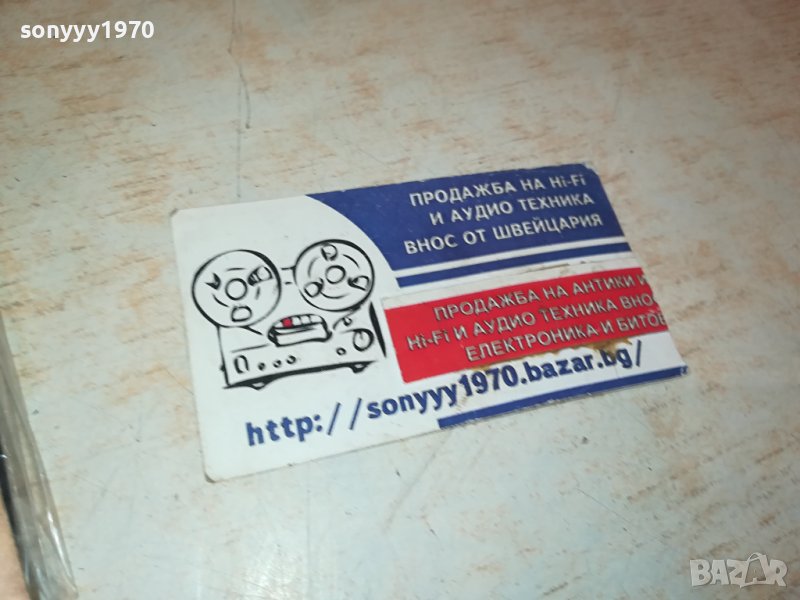 sonyyy1970
ПРОДАЖБА НА Hi-Fi
И АУДИО ТЕХНИКА
ВНОС ОТ ШВЕЙЦАРИЯ
ПРОДАЖБА НА АНТИКИ И
Hi-Fi И АУДИО ТЕХНИКА ВНОС
ЕЛЕКТРОНИКА И БИТОВ
http://sonyyy1970.bazar.bg/
BAZAR